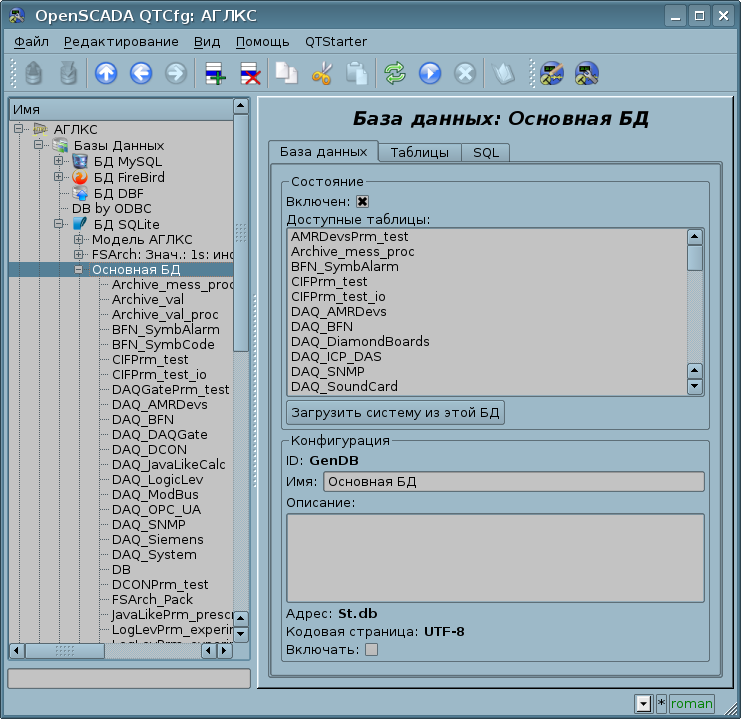 OpenSCADA QTCfg: АГЛКС
Файл Редактирование Вид Помощь QTStarter
Имя
АГЛКС
Базы Данных
БД MySQL
БД FireBird
БД DBF
DB by ODBC
БД SQLite
Модель АГЛКС
FSArch: Знач.: 1s: инс
Основная БД
Archive_mess_proc
Archive_val
Archive_val_proc
BFN_SymbAlarm
BFN_SymbCode
CIFPrm_test
CIFPrm_test_io
DAQGatePrm_test
DAQ_AMRDevs
DAQ_BFN
DAQ_DAQGate
DAQ_DCON
DAQ_JavaLikeCalc
DAQ_LogicLev
DAQ_ModBus
DAQ_OPC_UA
DAQ_SNMP
DAQ_Siemens
DAQ_System
DB
DCONPrm_test
FSArch_Pack
JavaLikePrm_prescr
LogLevPrm_experir
База данных: Основная БД
База данных Таблицы SQL
Состояние
Включен:
Доступные таблицы:
AMRDevsPrm_test
Archive_mess_proc
BFN_SymbAlarm
CIFPrm_test
CIFPrm_test_io
DAQ_AMRDevs
DAQ_BFN
DAQ_DiamondBoards
DAQ_ICP_DAS
DAQ_SNMP
DAQ_SoundCard
Загрузить систему из этой БД
Конфигурация
ID: GenDB
Имя: Основная БД
Описание:
Адрес: St.db
Кодовая страница: UTF-8
Включать:
* roman